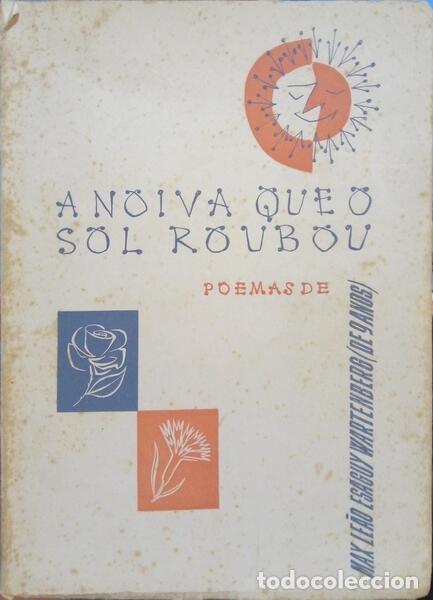 A NOIVA QUE O
SOL ROUBOU
POEMAS DE
MAX LEÃO ESAGUY WARTENBERG (DE 9 ANOS)
todocoleccion